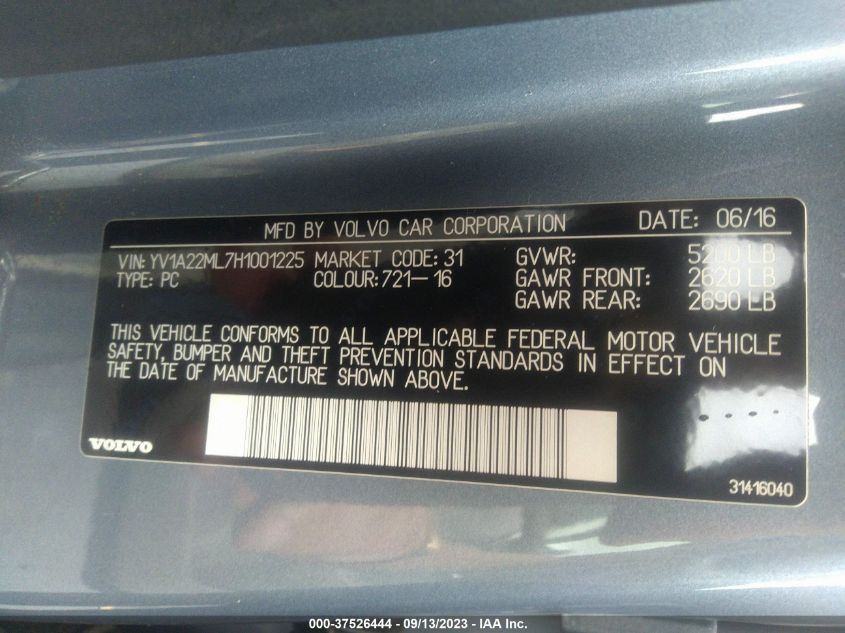 MFD BY VOLVO CAR CORPORATION DATE: 06/16
VIN: YV1A22ML7H1001225 MARKET CODE: 31 GVWR: 5200 LB
TYPE: PC COLOUR: 721-16 GAWR FRONT: 2620 LB
GAWR REAR: 2690 LB
THIS VEHICLE CONFORMS TO ALL APPLICABLE FEDERAL MOTOR VEHICLE
SAFETY, BUMPER AND THEFT PREVENTION STANDARDS IN EFFECT ON
THE DATE OF MANUFACTURE SHOWN ABOVE.
VOLVO
31416040
000-37526444 - 09/13/2023 - IAA Inc.